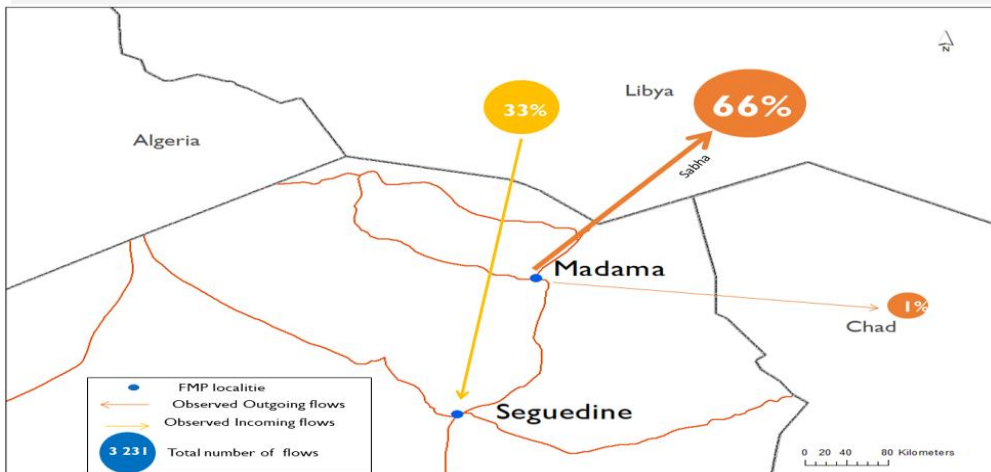 N
Libya
66%
33%
Algeria
Sabha
Madama
1%
Chad
FMP localitie
Observed Outgoing flows
Observed Incoming flows
3 231 Total number of flows
Seguedine
0 20 40 80 Kilometers